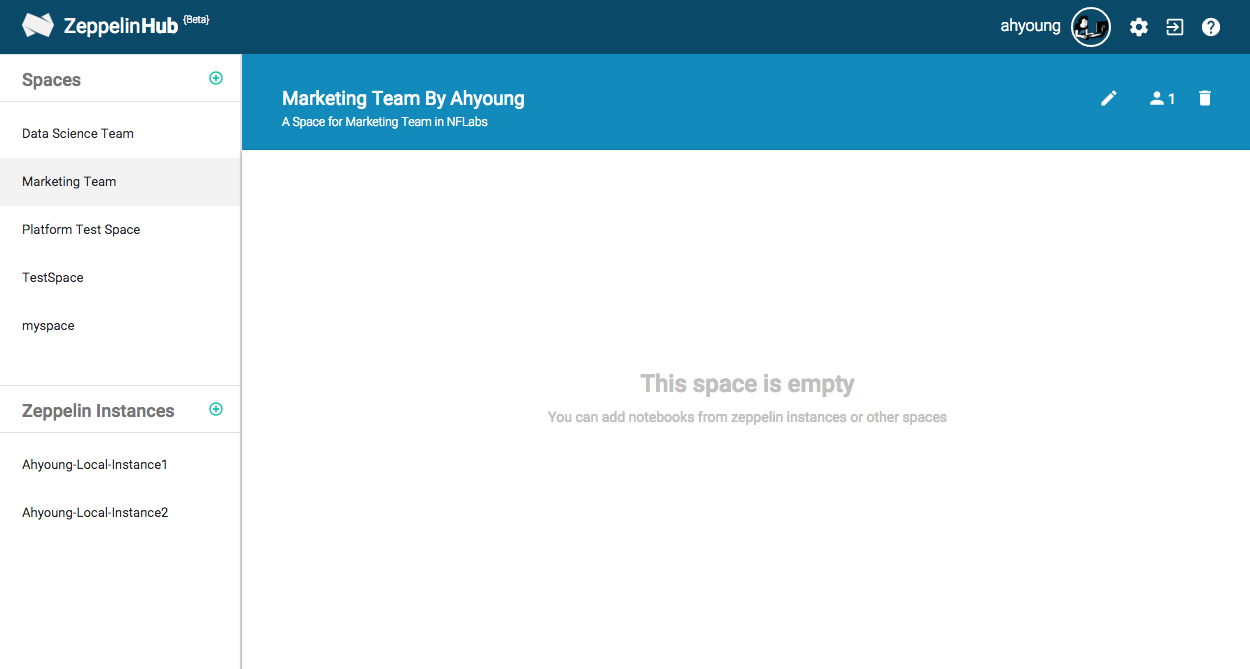 ZeppelinHub {Beta}
ahyoung
Spaces
Data Science Team
Marketing Team
Platform Test Space
TestSpace
myspace
Zeppelin Instances
Ahyoung-Local-Instance1
Ahyoung-Local-Instance2
Marketing Team By Ahyoung
1
A Space for Marketing Team in NFLabs
This space is empty
You can add notebooks from zeppelin instances or other spaces